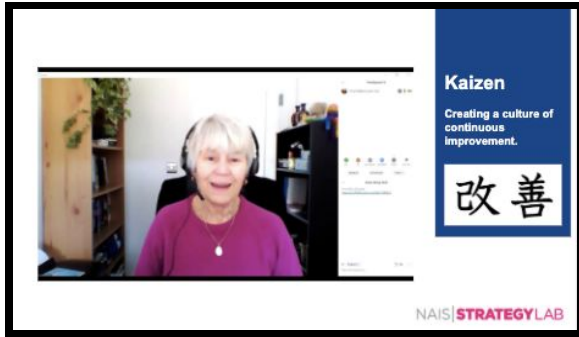 Kaizen
Creating a culture of
continuous
improvement.
改善
NAIS|STRATEGYLAB